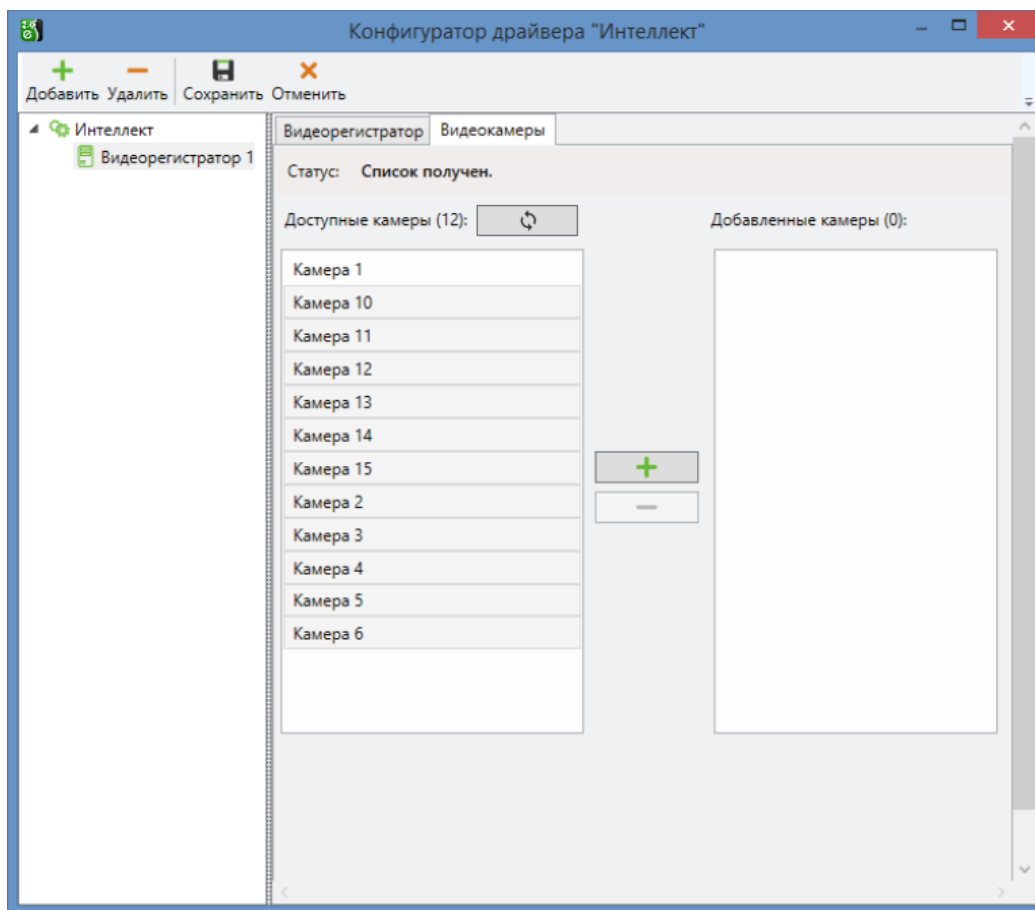 Конфигуратор драйвера "Интеллект"
Добавить Удалить Сохранить Отменить
Интеллект
Видеорегистратор 1
Видеорегистратор Видеокамеры
Статус: Список получен.
Доступные камеры (12): Добавленные камеры (0):
Камера 1
Камера 10
Камера 11
Камера 12
Камера 13
Камера 14
Камера 15
Камера 2
Камера 3
Камера 4
Камера 5
Камера 6